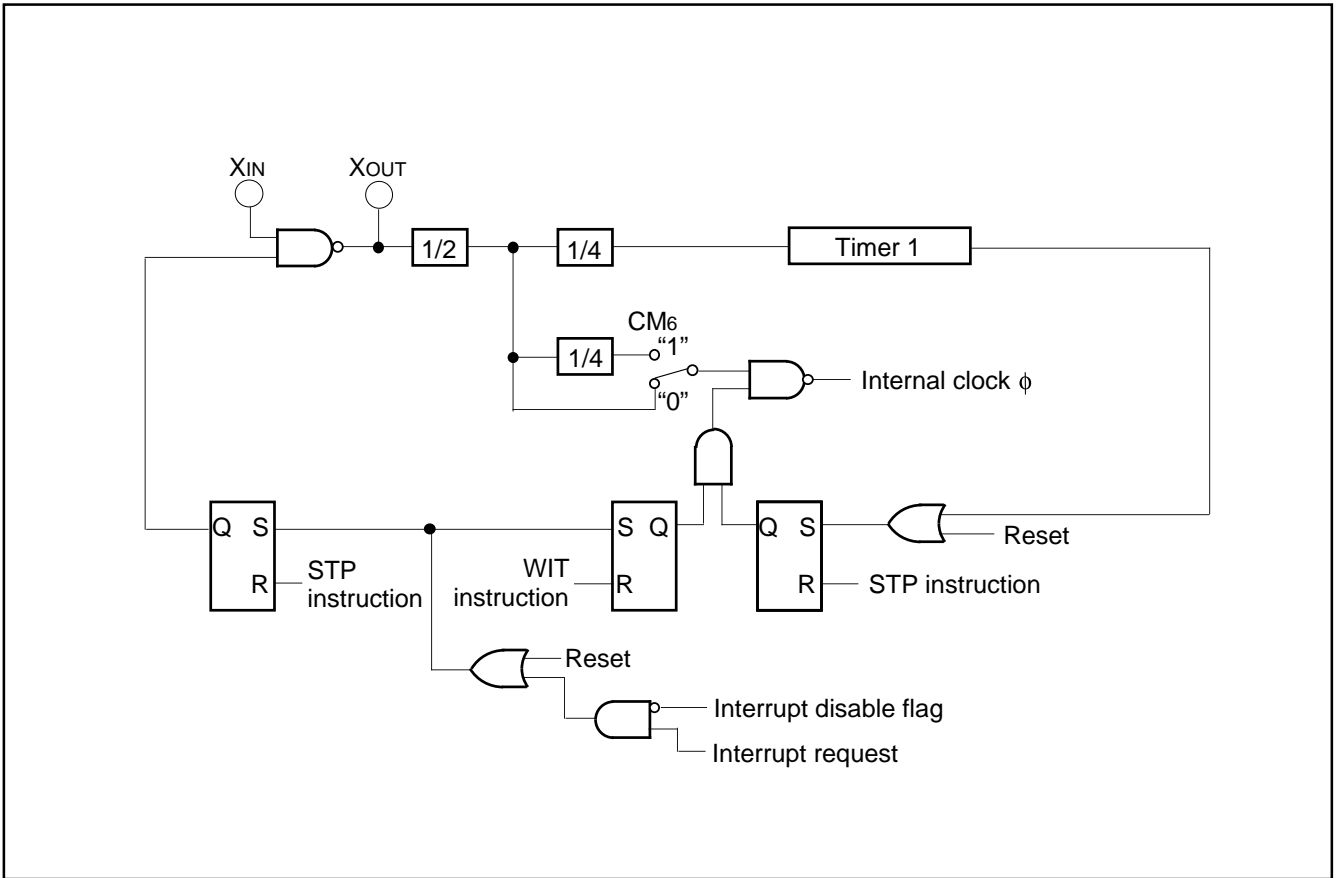 XIN
XOUT
1/2
1/4
Timer 1
CM6
"1"
1/4
"0"
Internal clock ϕ
Q S
R
STP
instruction
S Q
R
WIT
instruction
Q S
R
Reset
STP instruction
Reset
Interrupt disable flag
Interrupt request